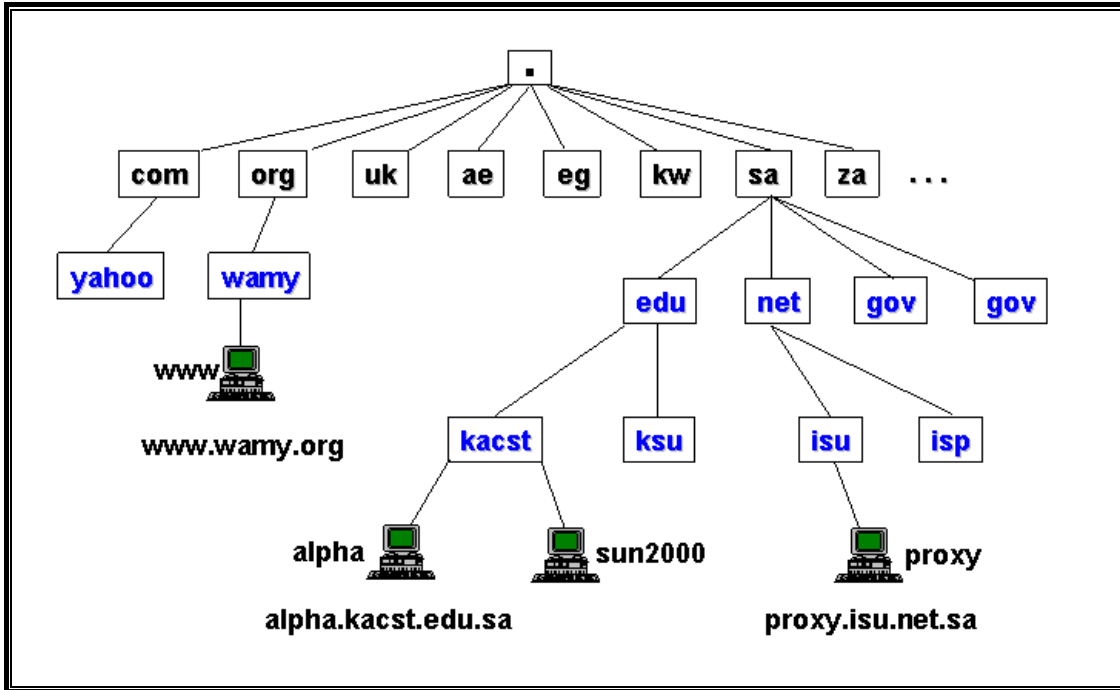 .
com org uk ae eg kw sa za ...
yahoo wamy edu net gov gov
www
www.wamy.org
kacst ksu isu isp
alpha sun2000 proxy
alpha.kacst.edu.sa proxy.isu.net.sa